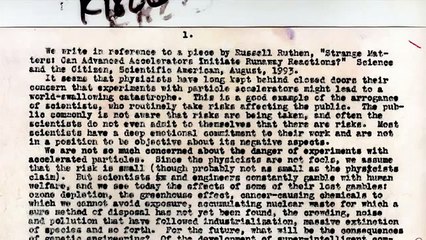 1.
We write in reference to a piece by Russell Ruthen, "Strange Mat-
ters: Can Advanced Accelerators Initiate Runaway Reactions?" Science
and the Citizen, Scientific American, August, 1993.
It seems that physicists have long kept behind closed doors their
concern that experiments with particle accelerators might lead to a
world-swallowing catastrophe. This is a good example of the arrogance
of scientists, who routinely take risks affecting the public. The pub-
lic commonly is not aware that risks are being taken, and often the
scientists do not even admit to themselves that there are risks. Most
scientists have a deep emotional commitment to their work and are not
in a position to be objective about its negative aspects.
We are not so much concerned about the danger of experiments with
accelerated particles. Since the physicists are not fools, we assume
that the risk is small (though probably not as small as the physicists
claim). But scientists and engineers constantly gamble with human
welfare, and we see today the effects of some of their lost gambles:
ozone depletion, the greenhouse effect, cancer-causing chemicals to
which we cannot avoid exposure, accumulating nuclear waste for which a
sure method of disposal has not yet been found, the crowding, noise
and pollution that have followed industrialization, massive extinction
of species and so forth. For the future, what will be the consequences
of genetic engineering? Of the development of super-intelligent com-